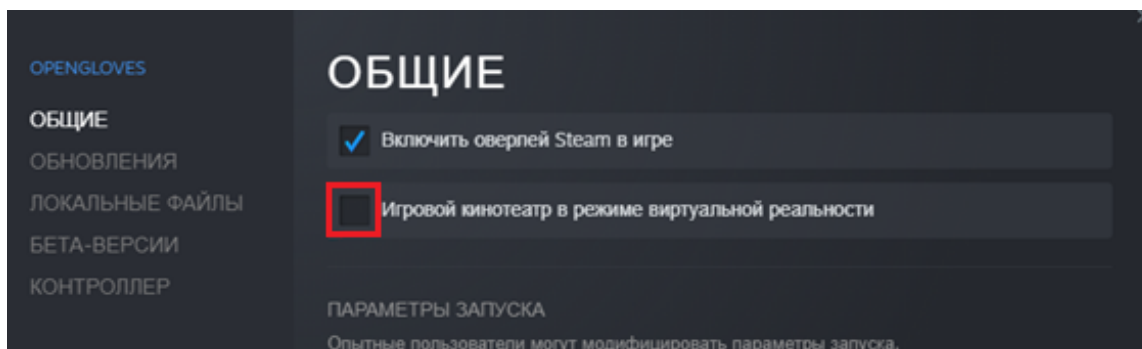 OPENGLOVES
ОБЩИЕ
ОБНОВЛЕНИЯ
ЛОКАЛЬНЫЕ ФАЙЛЫ
БЕТА-ВЕРСИИ
КОНТРОЛЛЕР
ОБЩИЕ
Включить оверлей Steam в игре
Игровой кинотеатр в режиме виртуальной реальности
ПАРАМЕТРЫ ЗАПУСКА
Опытные пользователи могут модифицировать параметры запуска.